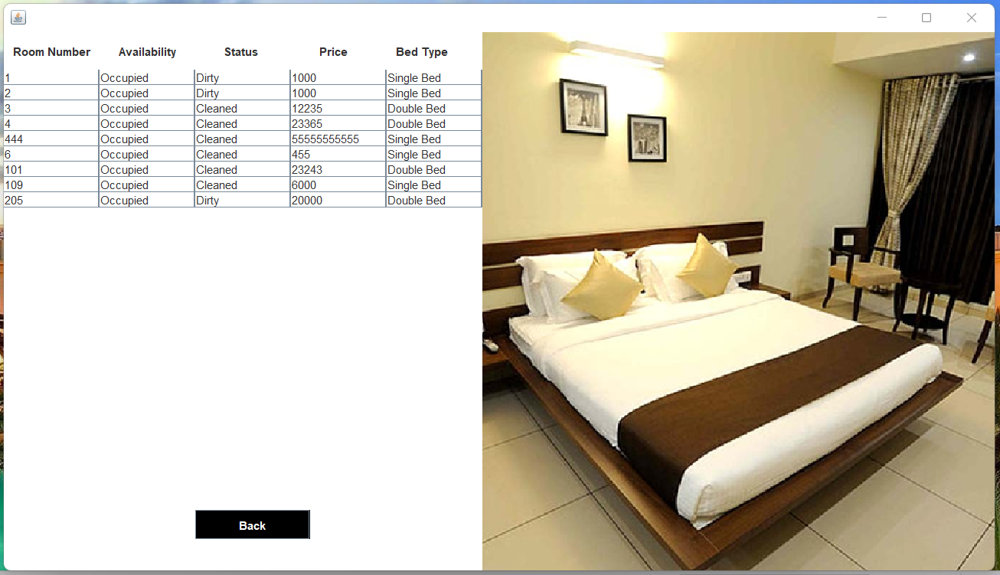 Room Number Availability Status Price Bed Type
1 Occupied Dirty 1000 Single Bed
2 Occupied Dirty 1000 Single Bed
3 Occupied Cleaned 12235 Double Bed
4 Occupied Cleaned 23365 Double Bed
444 Occupied Cleaned 55555555555 Single Bed
6 Occupied Cleaned 455 Single Bed
101 Occupied Cleaned 23243 Double Bed
109 Occupied Cleaned 6000 Single Bed
205 Occupied Dirty 20000 Double Bed
Back